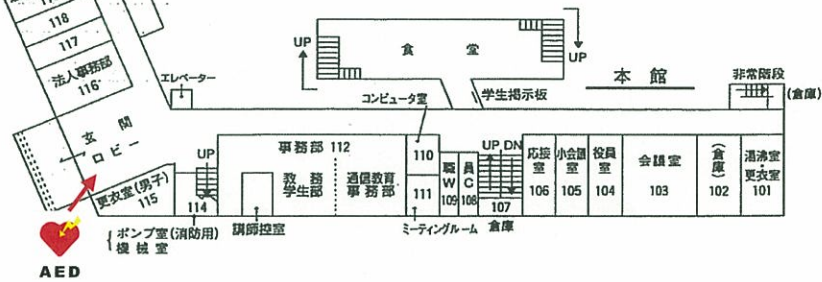 118
117
法人事務部
116
玄関
ロビー
エレベーター
UP
食堂
UP
コンピュータ室
学生掲示板
本館
非常階段
(倉庫)
更衣室(男子)
115
UP
114
ポンプ室(消防用)
機械室
事務部 112
教務
学生部
通信教育
事務部
講師控室
110
111
ミーティングルーム
職W
109
員C
108
UP DN
107
倉庫
応接室
106
小会議室
105
役員室
104
会議室
103
(倉庫)
102
湯沸室・更衣室
101
AED